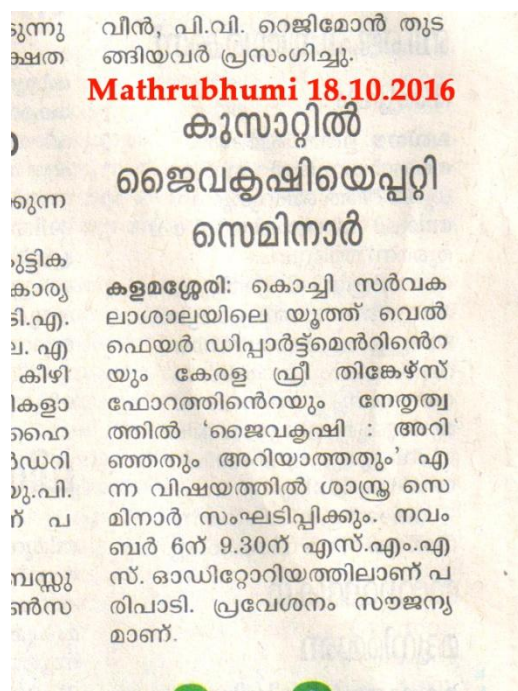 വീൻ, പി.വി. റെജിമോൻ തുട
ങ്ങിയവർ പ്രസംഗിച്ചു.
Mathrubhumi 18.10.2016
കുസാറ്റിൽ
ജൈവകൃഷിയെപ്പറ്റി
സെമിനാർ
കളമശ്ശേരി: കൊച്ചി സർവക
ലാശാലയിലെ യൂത്ത് വെൽ
ഫെയർ ഡിപ്പാർട്ട്മെൻറിൻെറ
യും കേരള ഫ്രീ തിങ്കേഴ്സ്
ഫോറത്തിൻെറയും നേതൃത്വ
ത്തിൽ 'ജൈവകൃഷി : അറി
ഞ്ഞതും അറിയാത്തതും' എ
ന്ന വിഷയത്തിൽ ശാസ്ത്രസെ
മിനാർ സംഘടിപ്പിക്കും. നവം
ബർ 6ന് 9.30ന് എസ്.എം.എ
സ്. ഓഡിറ്റോറിയത്തിലാണ് പ
രിപാടി. പ്രവേശനം സൗജന്യ
മാണ്.